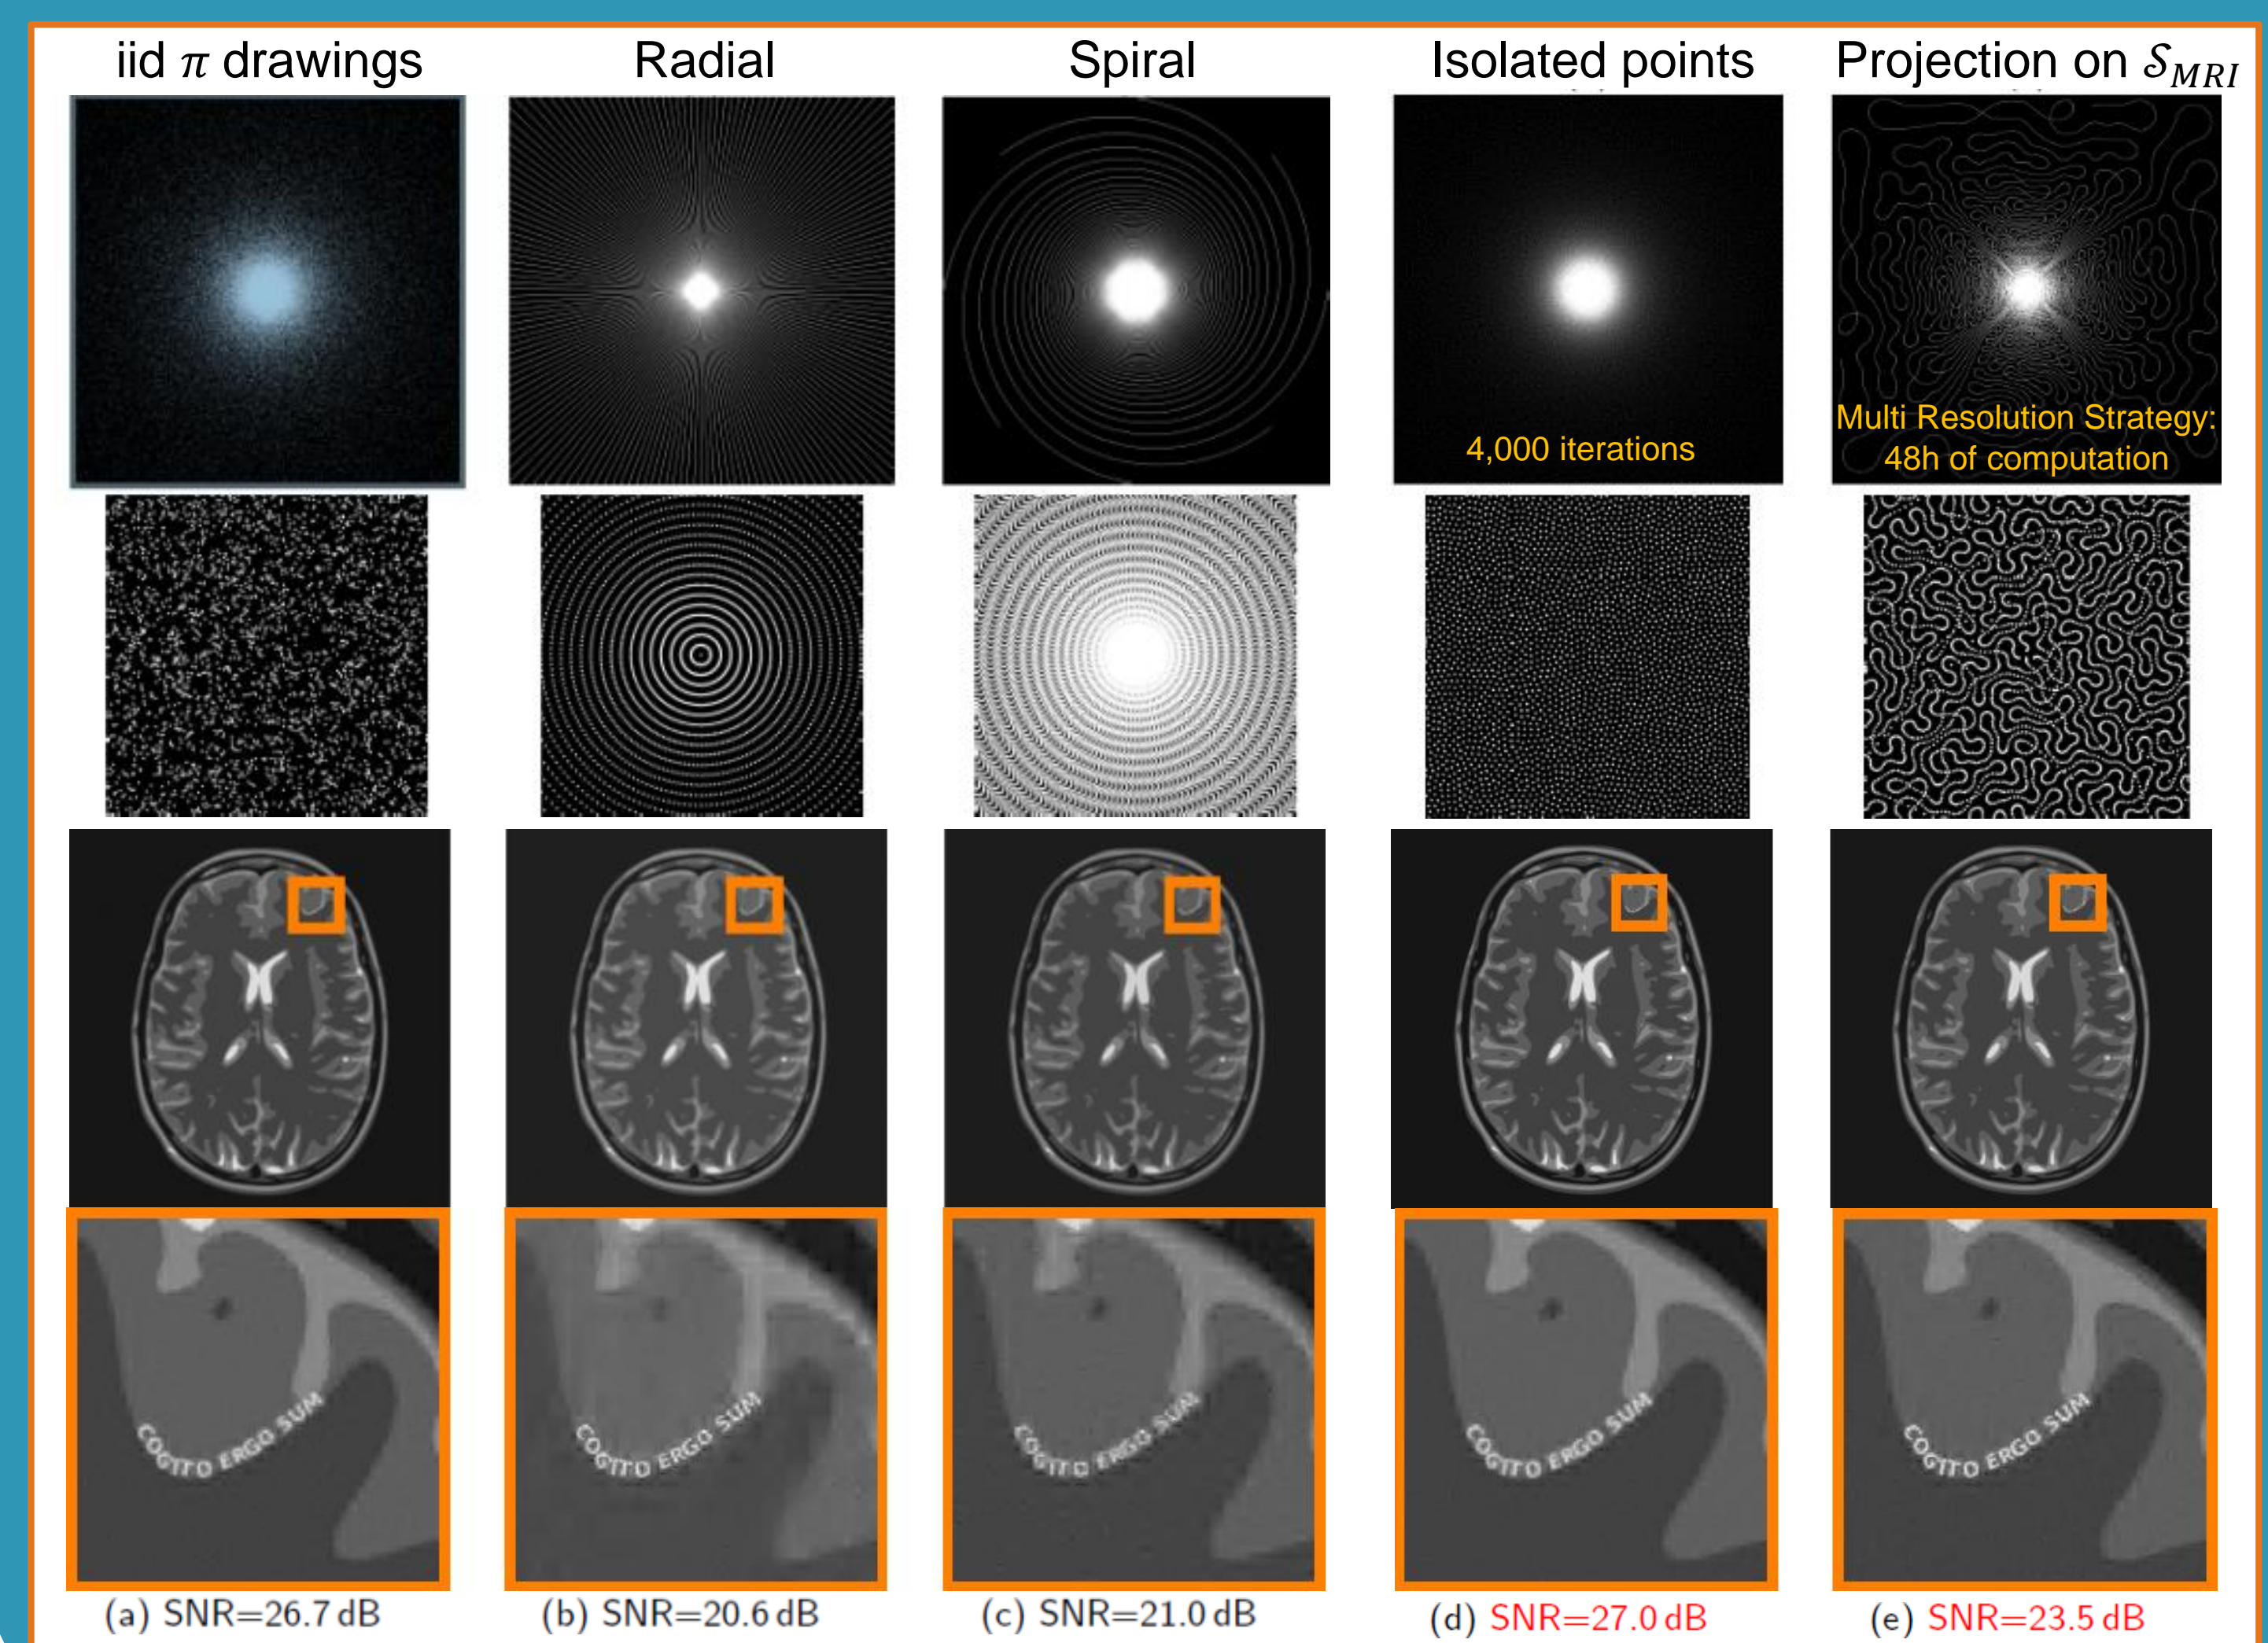 iid π drawings
Radial
Spiral
Isolated points
Projection on 𝒮_MRI
4,000 iterations
Multi Resolution Strategy:
48h of computation
COGITO ERGO SUM
COGITO ERGO SUM
COGITO ERGO SUM
COGITO ERGO SUM
COGITO ERGO SUM
(a) SNR=26.7 dB
(b) SNR=20.6 dB
(c) SNR=21.0 dB
(d) SNR=27.0 dB
(e) SNR=23.5 dB